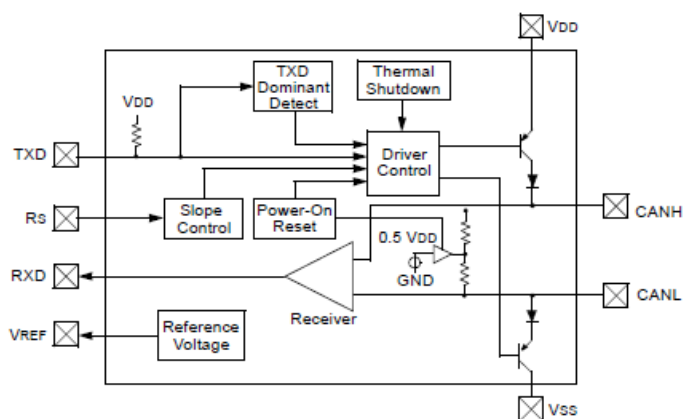 VDD
TXD
Dominant
Detect
Thermal
Shutdown
VDD
TXD
Driver
Control
RS
Slope
Control
Power-On
Reset
CANH
0.5 VDD
GND
RXD
Receiver
CANL
VREF
Reference
Voltage
VSS